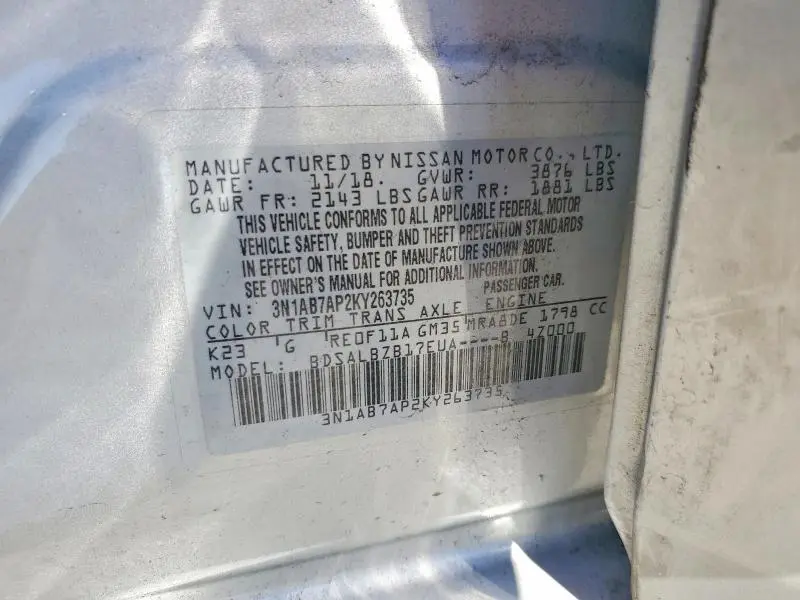 MANUFACTURED BY NISSAN MOTOR CO., LTD.
DATE: 11/18. GVWR: 3876 LBS
GAWR FR: 2143 LBS GAWR RR: 1881 LBS
THIS VEHICLE CONFORMS TO ALL APPLICABLE FEDERAL MOTOR
VEHICLE SAFETY, BUMPER AND THEFT PREVENTION STANDARDS
IN EFFECT ON THE DATE OF MANUFACTURE SHOWN ABOVE.
SEE OWNER'S MANUAL FOR ADDITIONAL INFORMATION.
VIN: 3N1AB7AP2KY263735 PASSENGER CAR.
COLOR TRIM TRANS AXLE ENGINE
K23 G RE0F11A GM35 MRA8DE 1798 CC
MODEL: BDSALBZB17EUA----B 47000
3N1AB7AP2KY263735